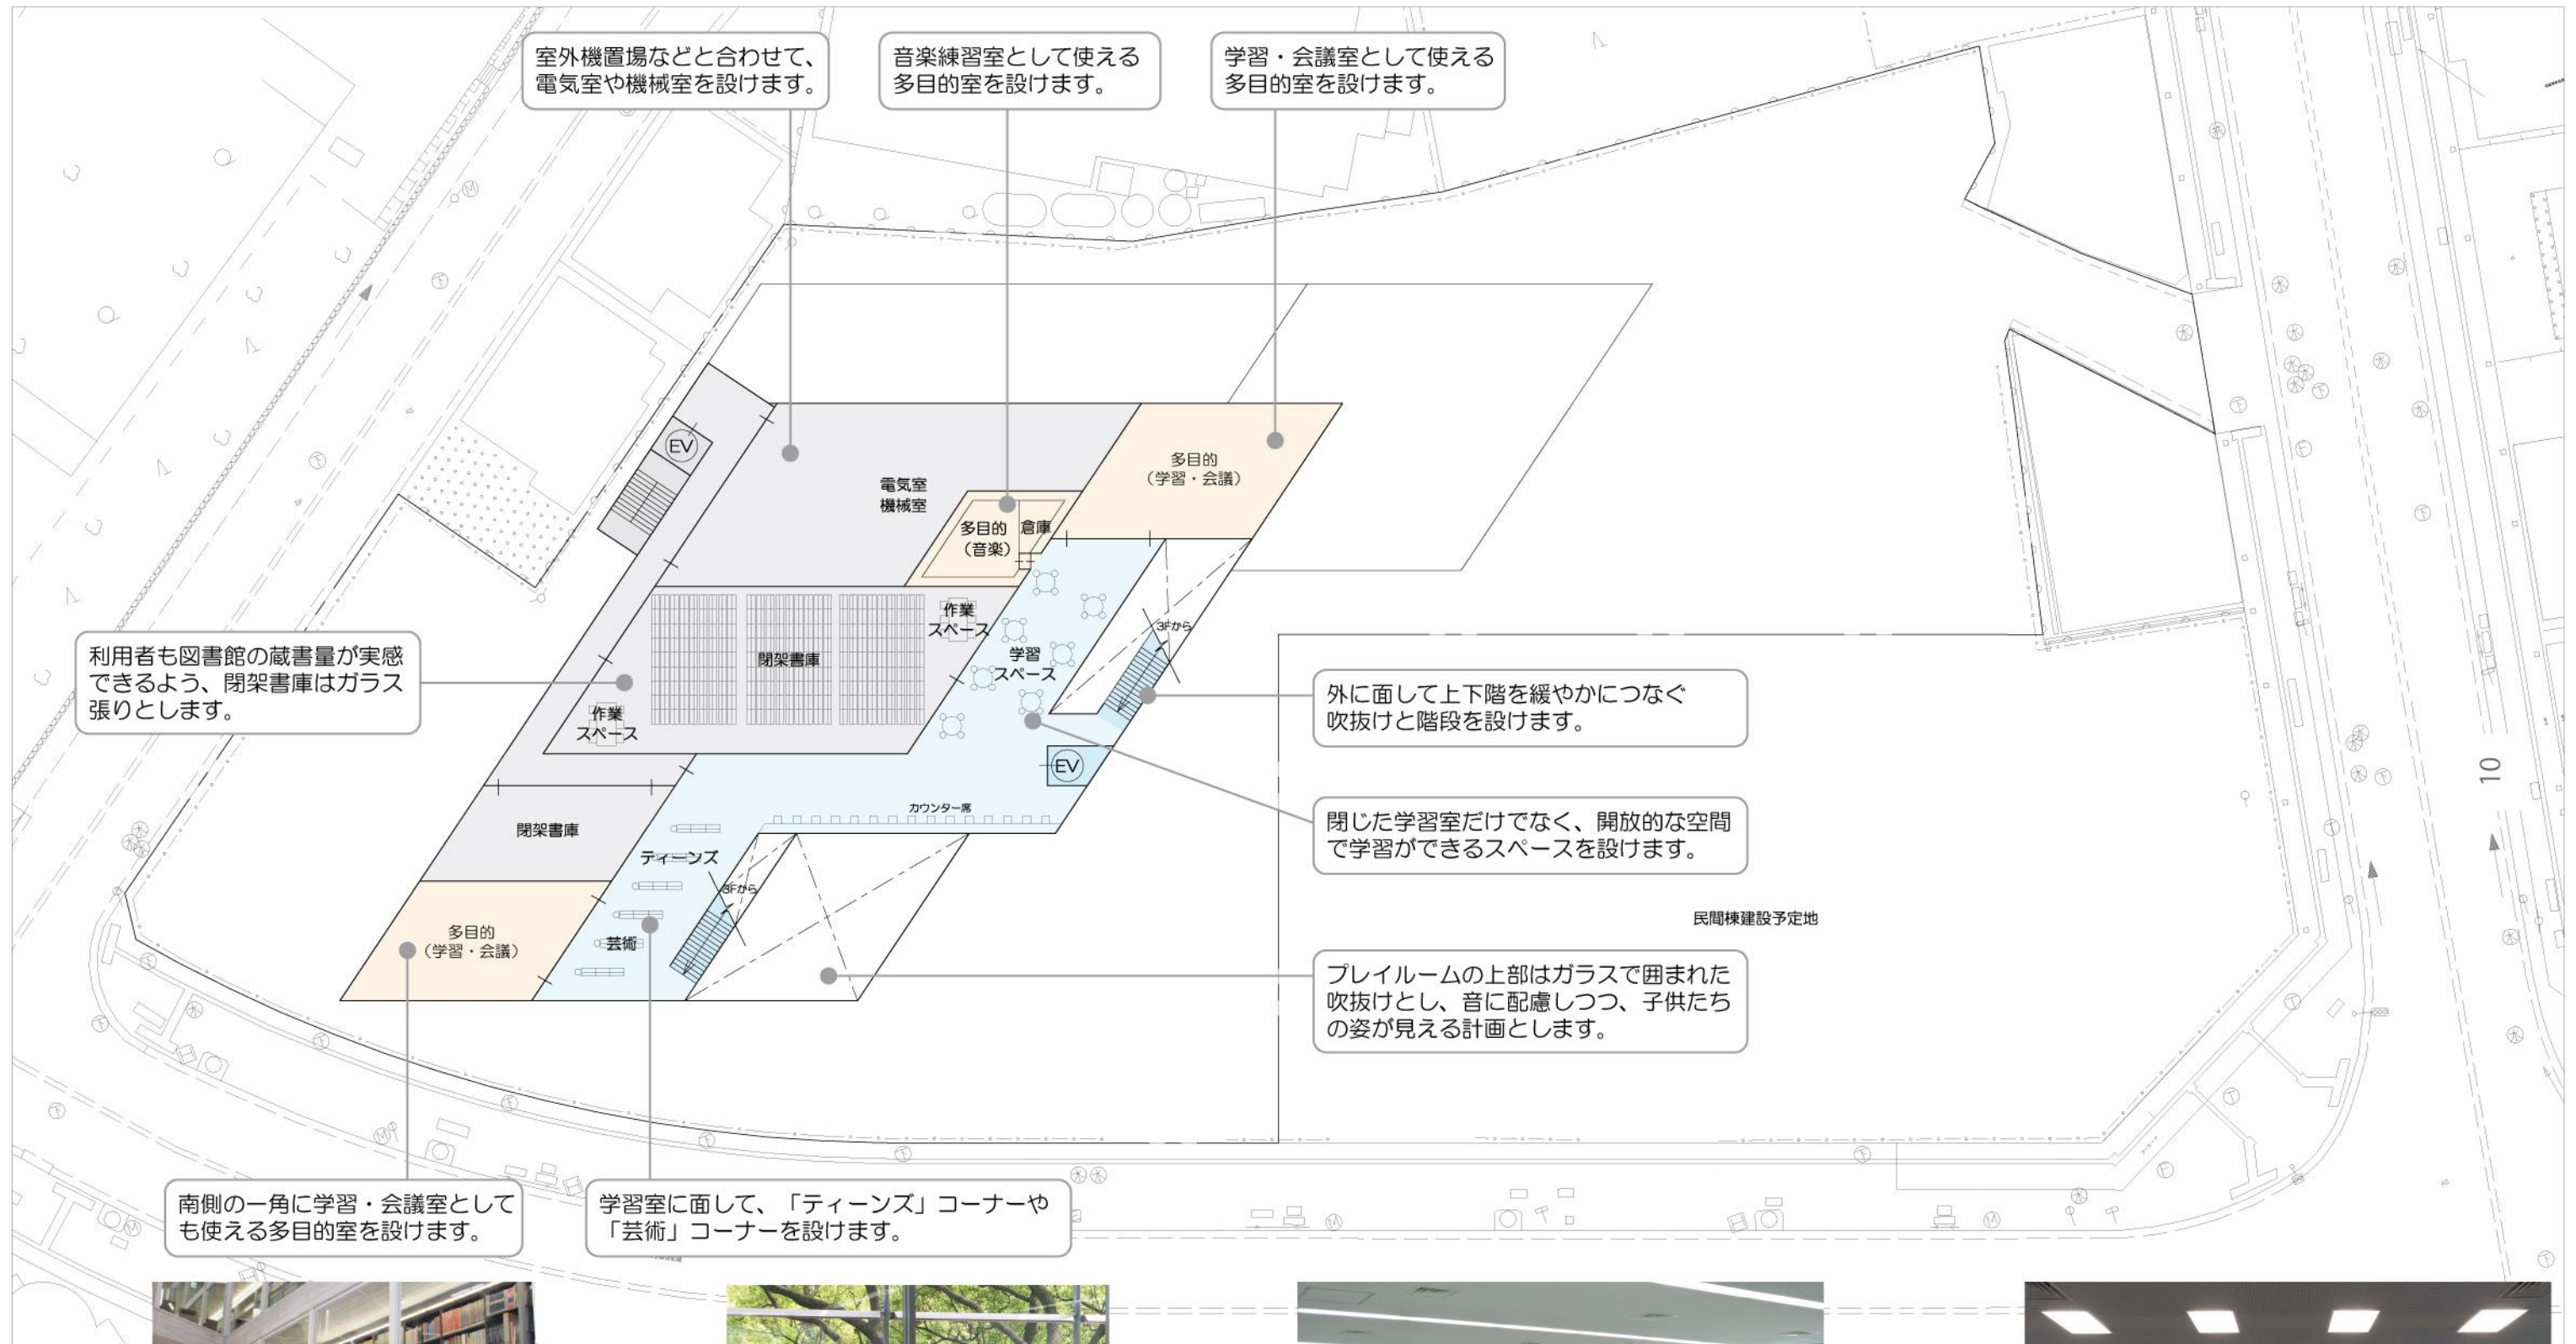 室外機置場などと合わせて、
電気室や機械室を設けます。
音楽練習室として使える
多目的室を設けます。
学習・会議室として使える
多目的室を設けます。
EV
電気室
機械室
多目的
（音楽）
倉庫
多目的
（学習・会議）
作業
スペース
閉架書庫
学習
スペース
3Fから
利用者も図書館の蔵書量が実感
できるよう、閉架書庫はガラス
張りとします。
作業
スペース
外に面して上下階を緩やかにつなぐ
吹抜けと階段を設けます。
EV
カウンター席
閉架書庫
ティーンズ
3Fから
閉じた学習室だけでなく、開放的な空間
で学習ができるスペースを設けます。
10
民間棟建設予定地
多目的
（学習・会議）
芸術
プレイルームの上部はガラスで囲まれた
吹抜けとし、音に配慮しつつ、子供たち
の姿が見える計画とします。
南側の一角に学習・会議室として
も使える多目的室を設けます。
学習室に面して、「ティーンズ」コーナーや
「芸術」コーナーを設けます。